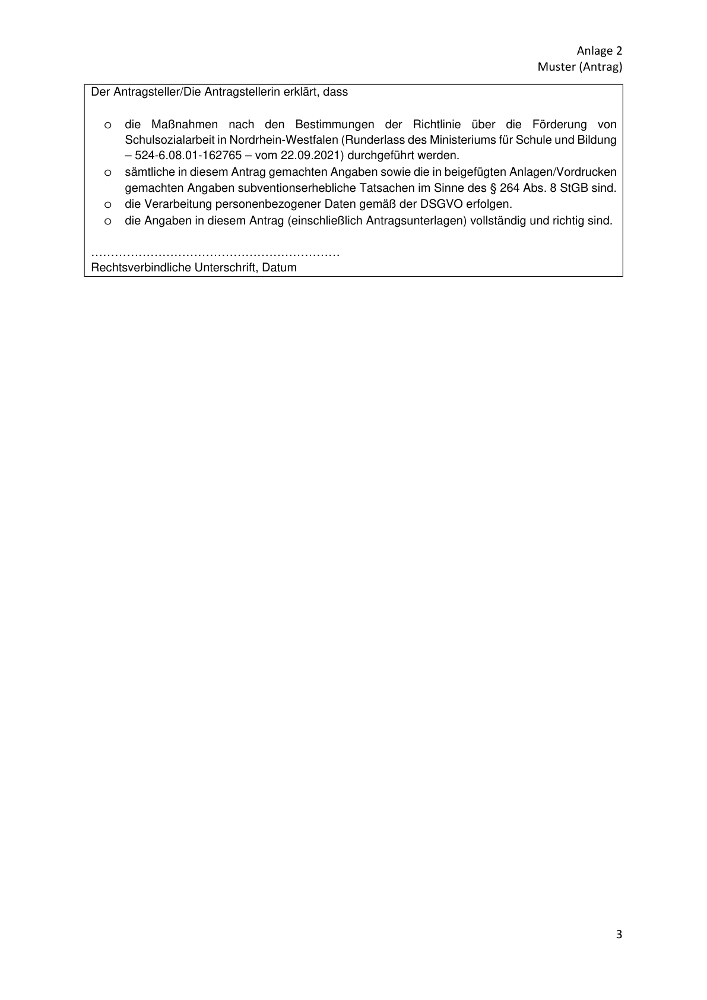 Anlage 2
Muster (Antrag)
Der Antragsteller/Die Antragstellerin erklärt, dass
o die Maßnahmen nach den Bestimmungen der Richtlinie über die Förderung von
Schulsozialarbeit in Nordrhein-Westfalen (Runderlass des Ministeriums für Schule und Bildung
– 524-6.08.01-162765 – vom 22.09.2021) durchgeführt werden.
o sämtliche in diesem Antrag gemachten Angaben sowie die in beigefügten Anlagen/Vordrucken
gemachten Angaben subventionserhebliche Tatsachen im Sinne des § 264 Abs. 8 StGB sind.
o die Verarbeitung personenbezogener Daten gemäß der DSGVO erfolgen.
o die Angaben in diesem Antrag (einschließlich Antragsunterlagen) vollständig und richtig sind.
………………………………………………………
Rechtsverbindliche Unterschrift, Datum
3